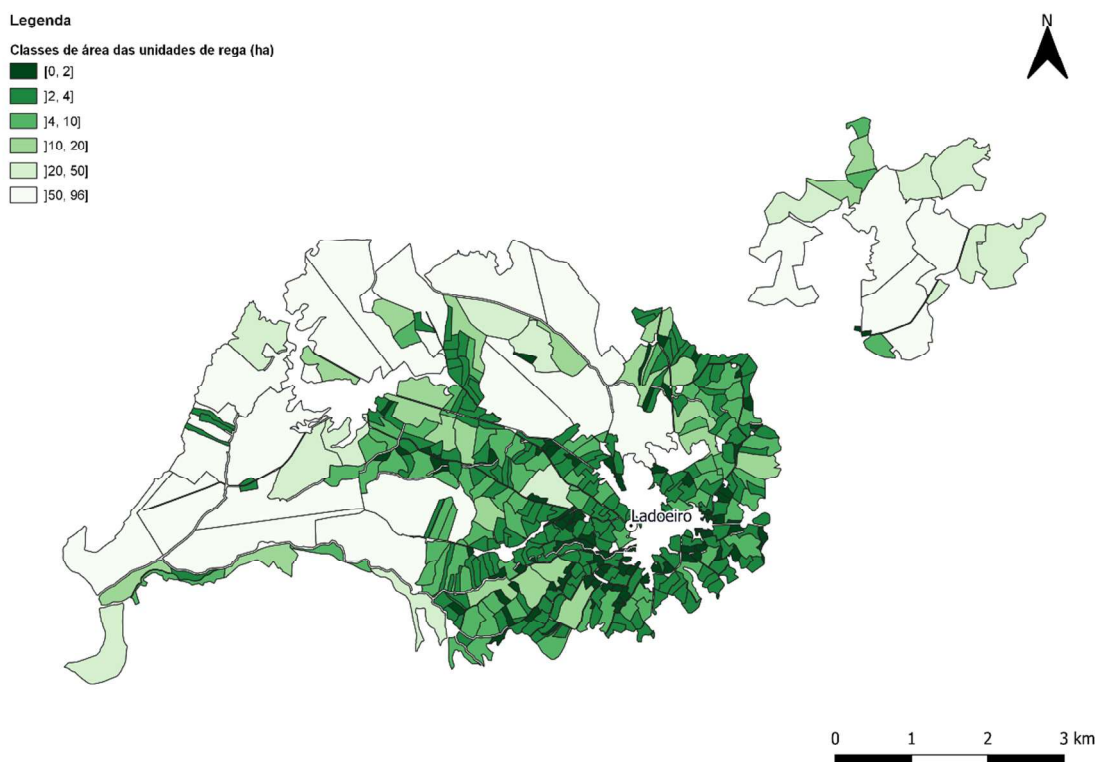 Legenda
Classes de área das unidades de rega (ha)
[0, 2]
]2, 4]
]4, 10]
]10, 20]
]20, 50]
]50, 96]
N
Ladoeiro
0 1 2 3 km